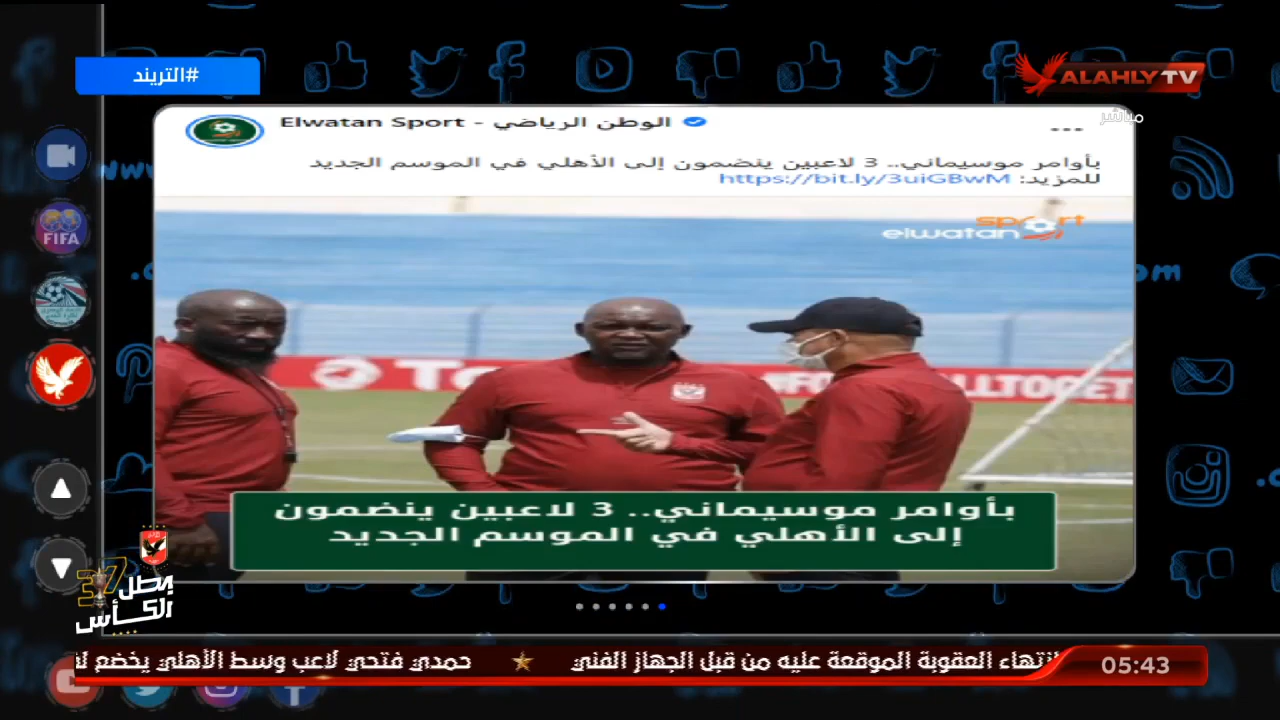 #التريند
ALAHLY TV
مباشر
Elwatan Sport - الوطن الرياضي
بأوامر موسيماني.. 3 لاعبين ينضمون إلى الأهلي في الموسم الجديد
للمزيد: https://bit.ly/3uiGBwM
sport
elwatan
FIFA
بأوامر موسيماني.. 3 لاعبين ينضمون
إلى الأهلي في الموسم الجديد
بطل
الكأس
37
العقوبة الموقعة عليه من قبل الجهاز الفني ★ حمدي فتحي لاعب وسط الأهلي يخضع
05:43